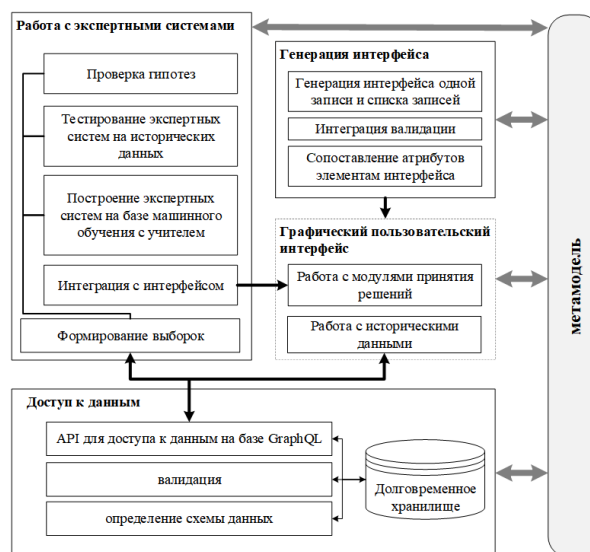 Работа с экспертными системами
Проверка гипотез
Тестирование экспертных
систем на исторических
данных
Построение экспертных
систем на базе машинного
обучения с учителем
Интеграция с интерфейсом
Формирование выборок
Генерация интерфейса
Генерация интерфейса одной
записи и списка записей
Интеграция валидации
Сопоставление атрибутов
элементам интерфейса
Графический пользовательский
интерфейс
Работа с модулями принятия
решений
Работа с историческими
данными
Доступ к данным
API для доступа к данным на базе GraphQL
валидация
определение схемы данных
Долговременное
хранилище
метамодель